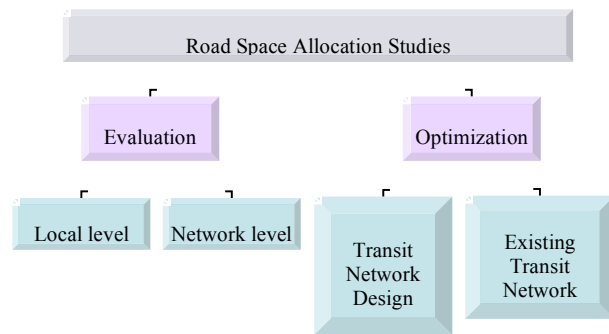 Road Space Allocation Studies
Evaluation
Optimization
Local level
Network level
Transit
Network
Design
Existing
Transit
Network